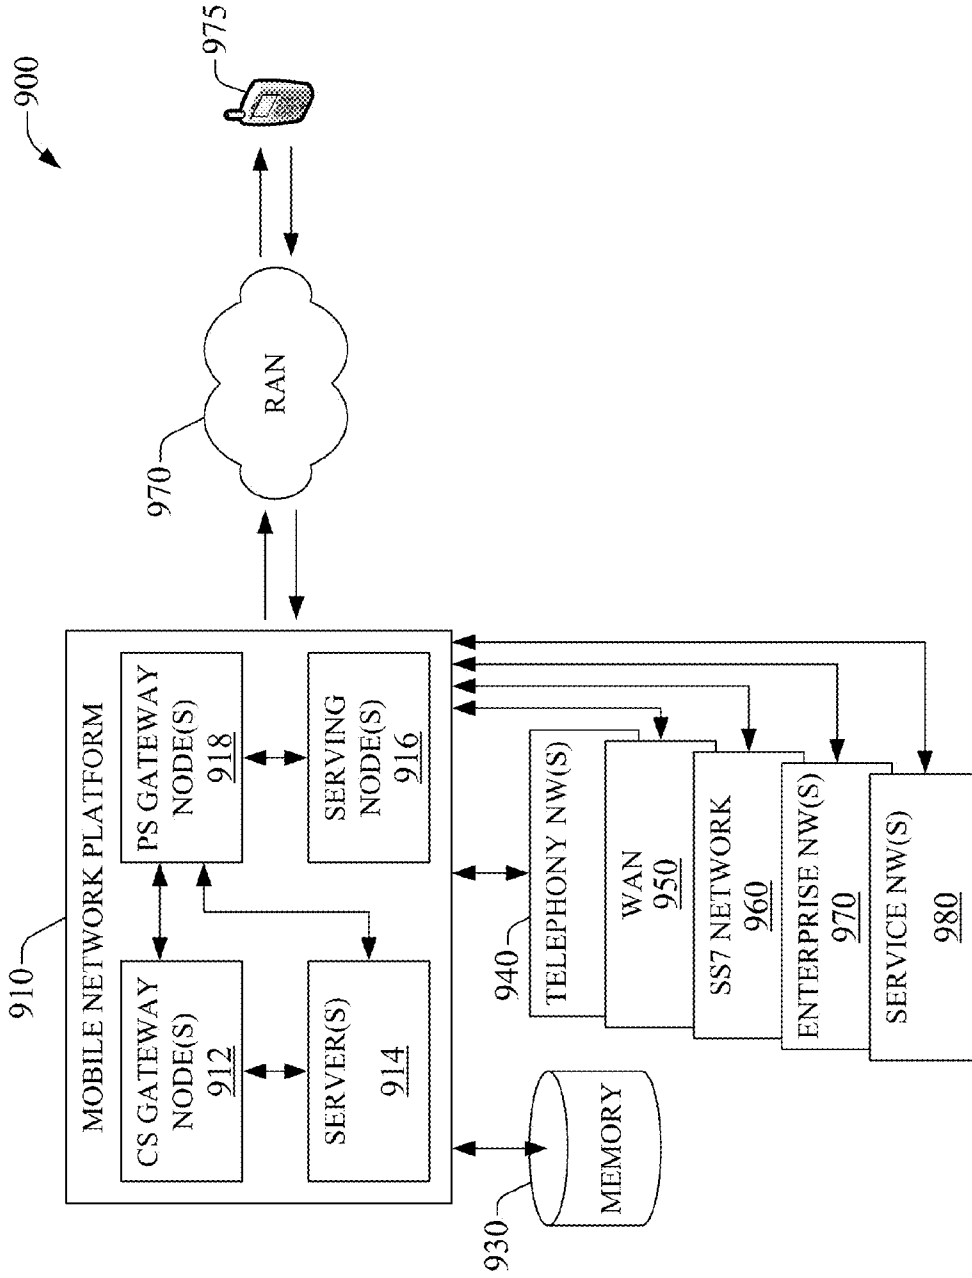 900
910
MOBILE NETWORK PLATFORM
CS GATEWAY
NODE(S)
912
PS GATEWAY
NODE(S)
918
SERVER(S)
914
SERVING
NODE(S)
916
970
RAN
975
930
MEMORY
940
TELEPHONY NW(S)
WAN
950
SS7 NETWORK
960
ENTERPRISE NW(S)
970
SERVICE NW(S)
980